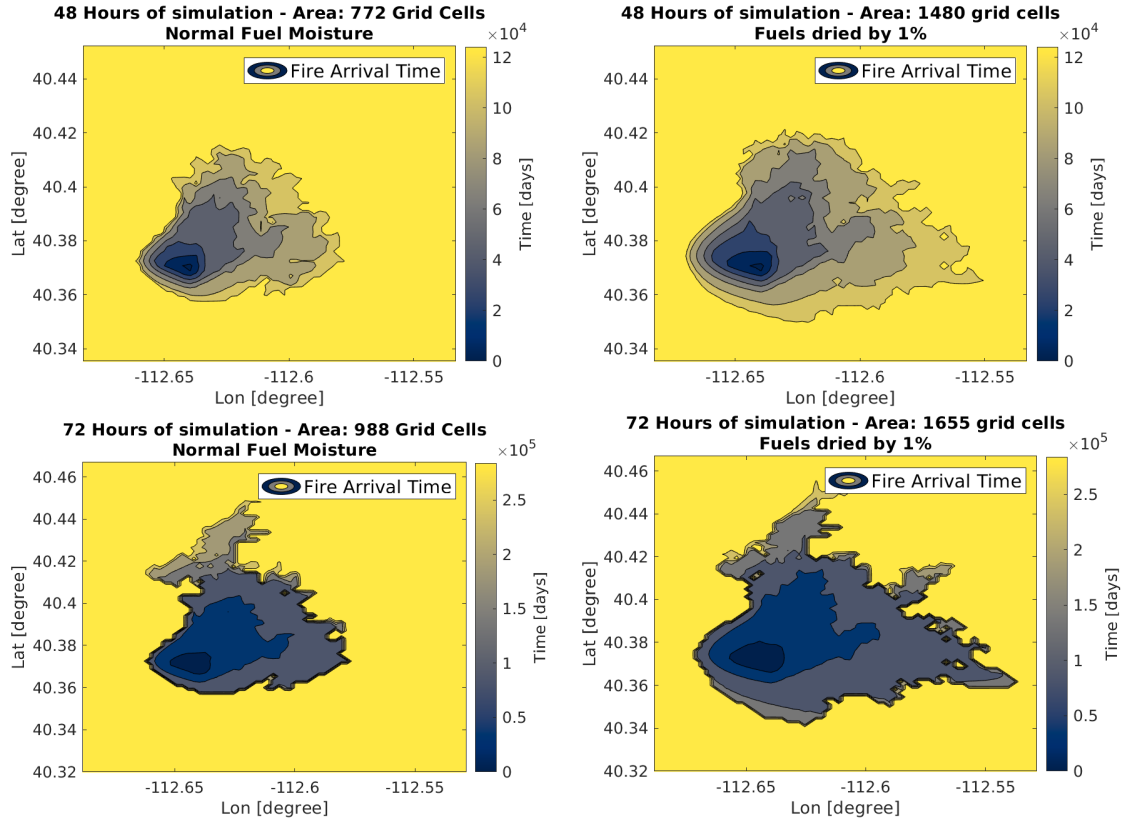 48 Hours of simulation - Area: 772 Grid Cells
Normal Fuel Moisture
×10⁴
Fire Arrival Time
40.44
40.42
40.4
40.38
40.36
40.34
Lat [degree]
-112.65
-112.6
-112.55
Lon [degree]
12
10
8
6
4
2
0
Time [days]
48 Hours of simulation - Area: 1480 grid cells
Fuels dried by 1%
×10⁴
Fire Arrival Time
40.44
40.42
40.4
40.38
40.36
40.34
Lat [degree]
-112.65
-112.6
-112.55
Lon [degree]
12
10
8
6
4
2
0
Time [days]
72 Hours of simulation - Area: 988 Grid Cells
Normal Fuel Moisture
×10⁵
Fire Arrival Time
40.46
40.44
40.42
40.4
40.38
40.36
40.34
40.32
Lat [degree]
-112.65
-112.6
-112.55
Lon [degree]
2.5
2
1.5
1
0.5
0
Time [days]
72 Hours of simulation - Area: 1655 grid cells
Fuels dried by 1%
×10⁵
Fire Arrival Time
40.46
40.44
40.42
40.4
40.38
40.36
40.34
40.32
Lat [degree]
-112.65
-112.6
-112.55
Lon [degree]
2.5
2
1.5
1
0.5
0
Time [days]